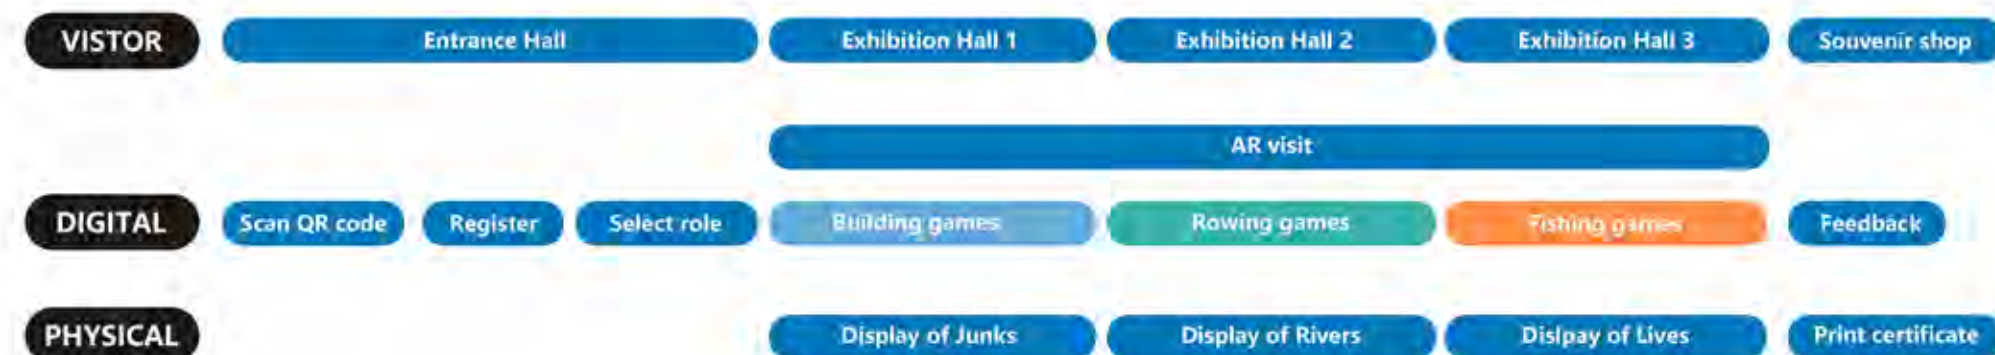 VISTOR Entrance Hall Exhibition Hall 1 Exhibition Hall 2 Exhibition Hall 3 Souvenir shop
AR visit
DIGITAL Scan QR code Register Select role Building games Rowing games Fishing games Feedback
PHYSICAL Display of Junks Display of Rivers Dislpay of Lives Print certificate